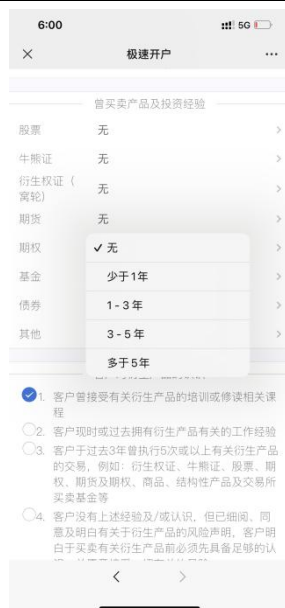 6:00
5G
极速开户
曾买卖产品及投资经验
股票 无
牛熊证 无
衍生权证（
窝轮） 无
期货 无
期权
基金
债券
其他
✓ 无
少于1年
1-3年
3-5年
多于5年
1. 客户曾接受有关衍生产品的培训或修读相关课
程
2. 客户现时或过去拥有衍生产品有关的工作经验
3. 客户于过去3年曾执行5次或以上有关衍生产品
的交易，例如：衍生权证、牛熊证、股票、期
权、期货及期权、商品、结构性产品及交易所
买卖基金等
4. 客户没有上述经验及/或认识，但已细阅、同
意及明白有关于衍生产品的风险声明，客户明
白于买卖有关衍生产品前必须先具备足够的认